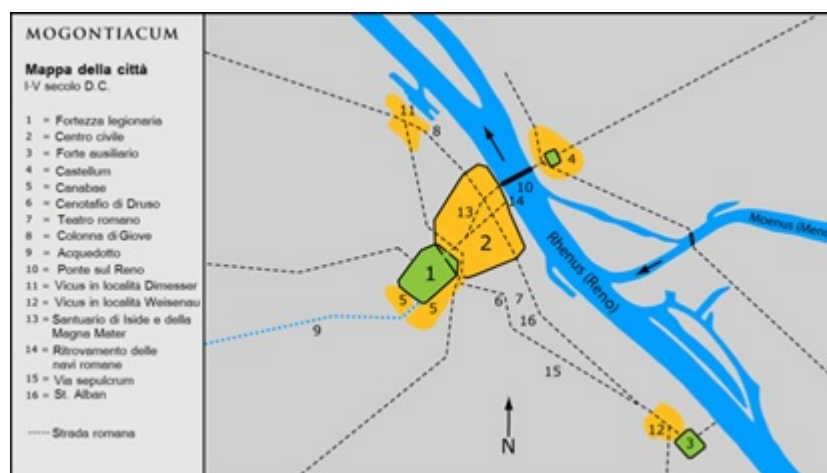 MOGONTIACUM
Mappa della città
I-V secolo D.C.
1 = Fortezza legionaria
2 = Centro civile
3 = Forte ausiliario
4 = Castellum
5 = Canabae
6 = Cenotafio di Druso
7 = Teatro romano
8 = Colonna di Giove
9 = Acquedotto
10 = Ponte sul Reno
11 = Vicus in località Dimesser
12 = Vicus in località Weisenau
13 = Santuario di Iside e della
Magna Mater
14 = Ritrovamento delle
navi romane
15 = Via sepulcrum
16 = St. Alban
Strada romana
11
8
4
10
14
13
2
Moenus (Meno)
Rhenus (Reno)
1
5
5
6
7
16
9
15
12
3
N